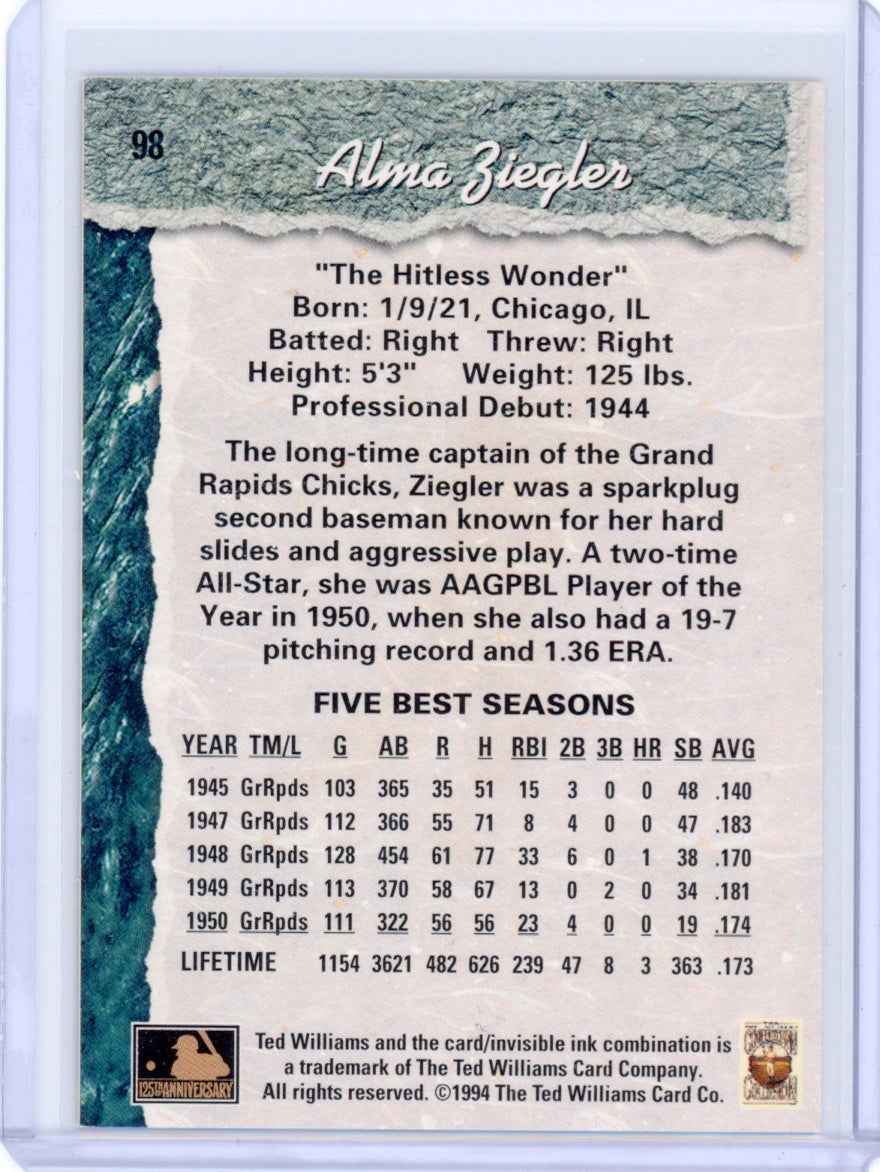 98
Alma Ziegler
"The Hitless Wonder"
Born: 1/9/21, Chicago, IL
Batted: Right Threw: Right
Height: 5'3" Weight: 125 lbs.
Professional Debut: 1944
The long-time captain of the Grand
Rapids Chicks, Ziegler was a sparkplug
second baseman known for her hard
slides and aggressive play. A two-time
All-Star, she was AAGPBL Player of the
Year in 1950, when she also had a 19-7
pitching record and 1.36 ERA.
FIVE BEST SEASONS
YEAR TM/L G AB R H RBI 2B 3B HR SB AVG
1945 GrRpds 103 365 35 51 15 3 0 0 48 .140
1947 GrRpds 112 366 55 71 8 4 0 0 47 .183
1948 GrRpds 128 454 61 77 33 6 0 1 38 .170
1949 GrRpds 113 370 58 67 13 0 2 0 34 .181
1950 GrRpds 111 322 56 56 23 4 0 0 19 .174
LIFETIME 1154 3621 482 626 239 47 8 3 363 .173
125TH ANNIVERSARY
Ted Williams and the card/invisible ink combination is
a trademark of The Ted Williams Card Company.
All rights reserved. ©1994 The Ted Williams Card Co.